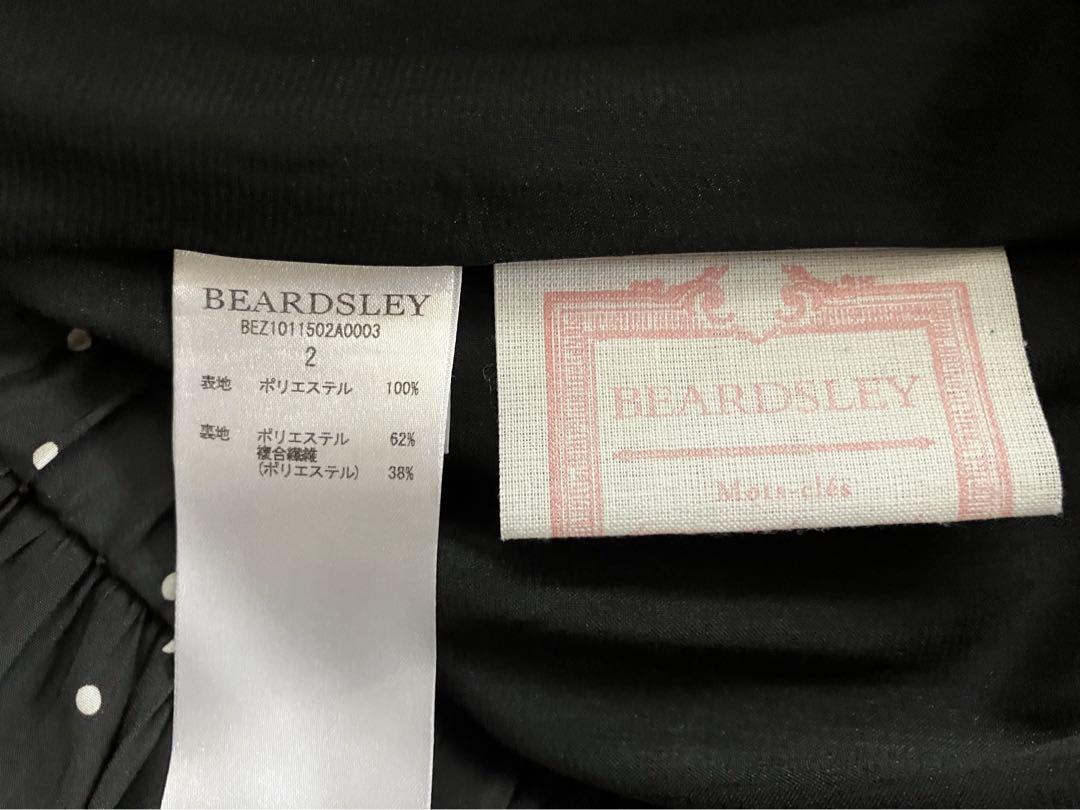 BEARDSLEY
BEZ1011502A0003
2
表地 ポリエステル 100%
裏地 ポリエステル 62%
複合繊維
(ポリエステル) 38%
BEARDSLEY
Mots-clés